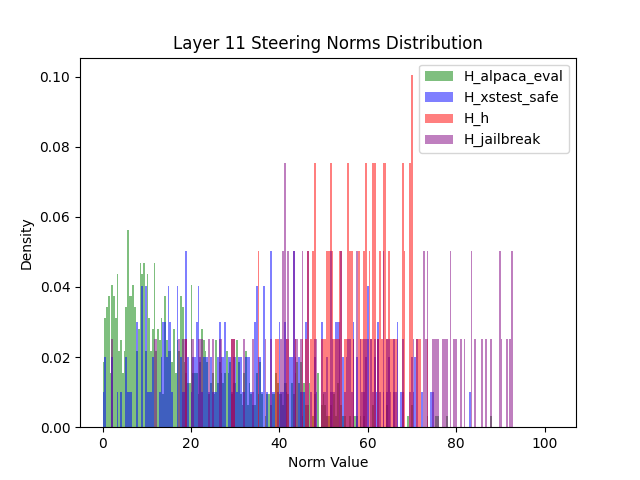 Layer 11 Steering Norms Distribution
H_alpaca_eval
H_xstest_safe
H_h
H_jailbreak
0.10
0.08
0.06
0.04
0.02
0.00
Density
0
20
40
60
80
100
Norm Value